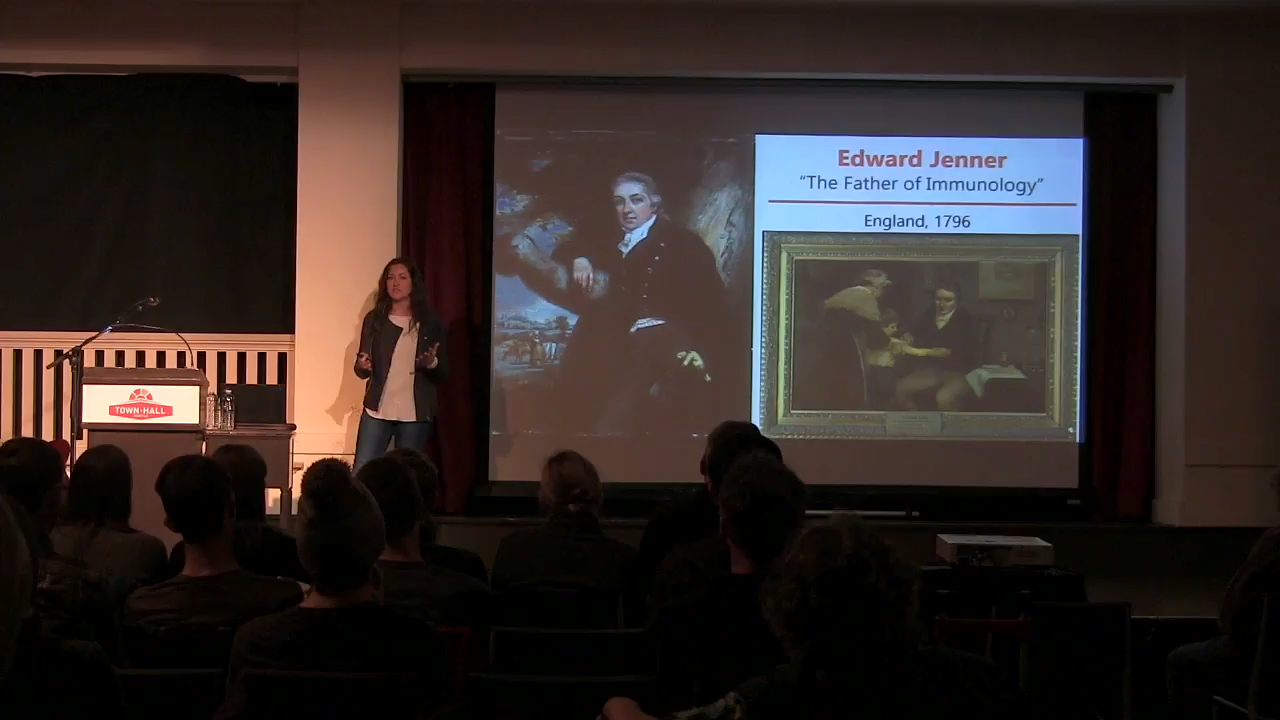 Edward Jenner
“The Father of Immunology”
England, 1796
TOWN HALL